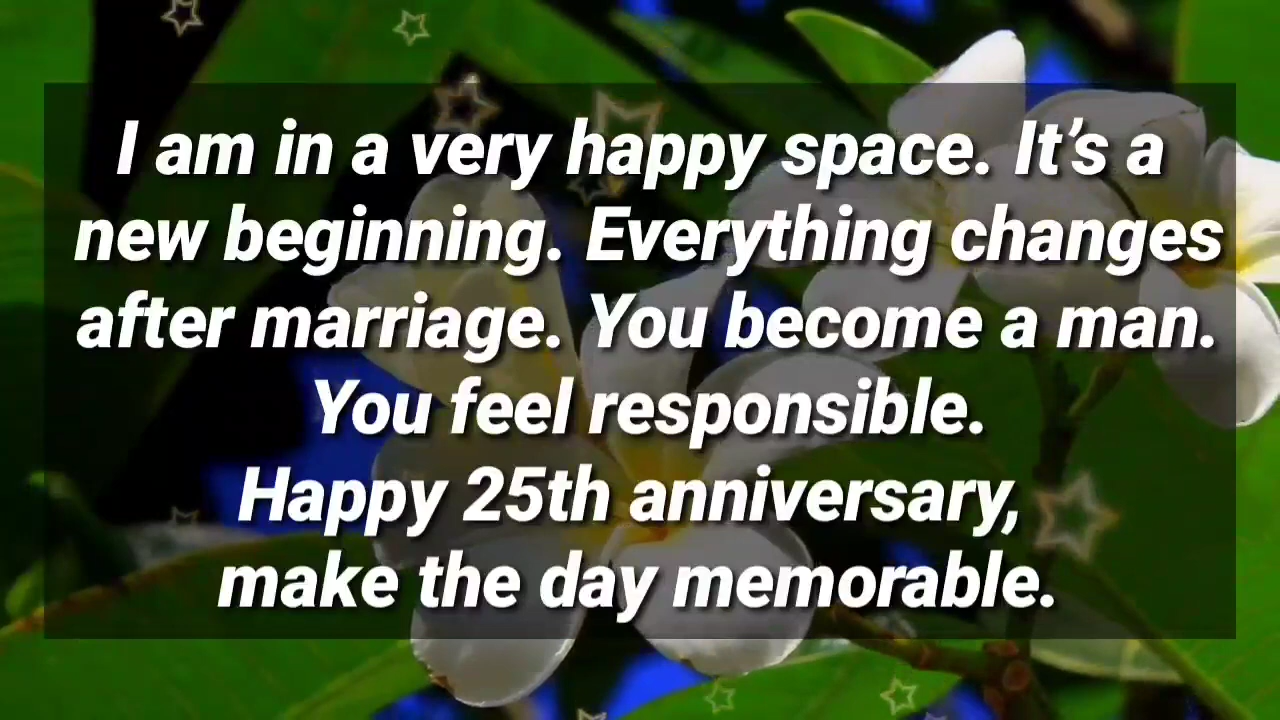 I am in a very happy space. It’s a
new beginning. Everything changes
after marriage. You become a man.
You feel responsible.
Happy 25th anniversary,
make the day memorable.